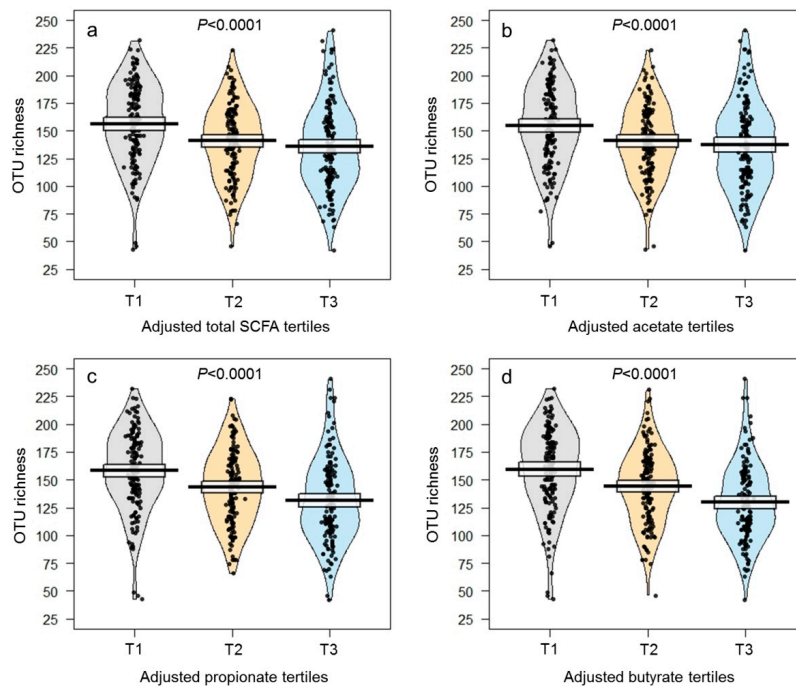 a
P<0.0001
OTU richness
250
225
200
175
150
125
100
75
50
25
T1 T2 T3
Adjusted total SCFA tertiles
b
P<0.0001
OTU richness
250
225
200
175
150
125
100
75
50
25
T1 T2 T3
Adjusted acetate tertiles
c
P<0.0001
OTU richness
250
225
200
175
150
125
100
75
50
25
T1 T2 T3
Adjusted propionate tertiles
d
P<0.0001
OTU richness
250
225
200
175
150
125
100
75
50
25
T1 T2 T3
Adjusted butyrate tertiles